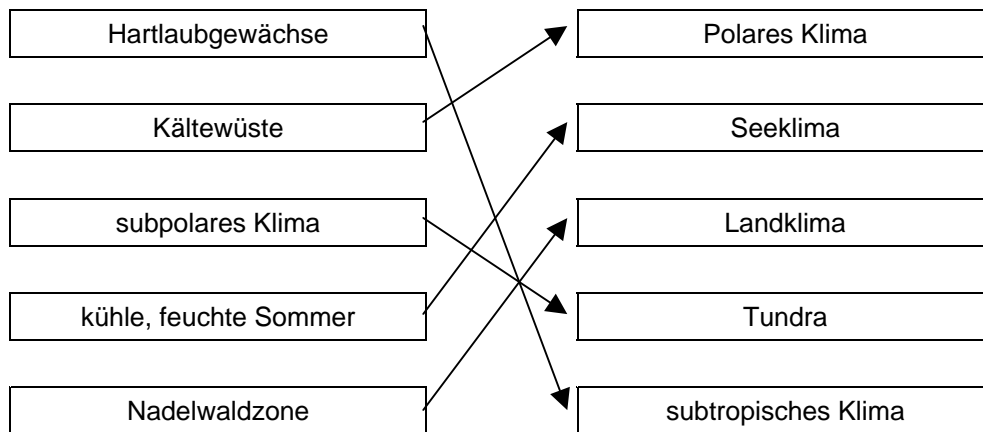 Hartlaubgewächse
Polares Klima
Kältewüste
Seeklima
subpolares Klima
Landklima
kühle, feuchte Sommer
Tundra
Nadelwaldzone
subtropisches Klima